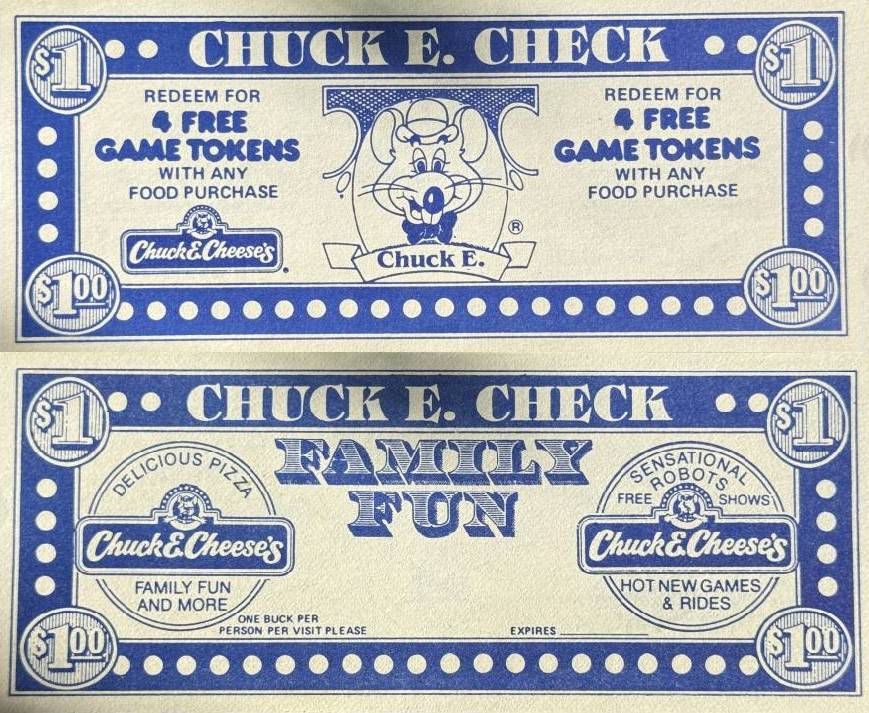 $1
CHUCK E. CHECK
$1
REDEEM FOR
4 FREE
GAME TOKENS
WITH ANY
FOOD PURCHASE
Chuck E. Cheese's
®
Chuck E.
REDEEM FOR
4 FREE
GAME TOKENS
WITH ANY
FOOD PURCHASE
$1.00
$1.00
$1
CHUCK E. CHECK
$1
DELICIOUS PIZZA
Chuck E. Cheese's
FAMILY FUN
AND MORE
FAMILY
FUN
SENSATIONAL
ROBOTS
FREE SHOWS
Chuck E. Cheese's
HOT NEW GAMES
& RIDES
ONE BUCK PER
PERSON PER VISIT PLEASE
EXPIRES
$1.00
$1.00